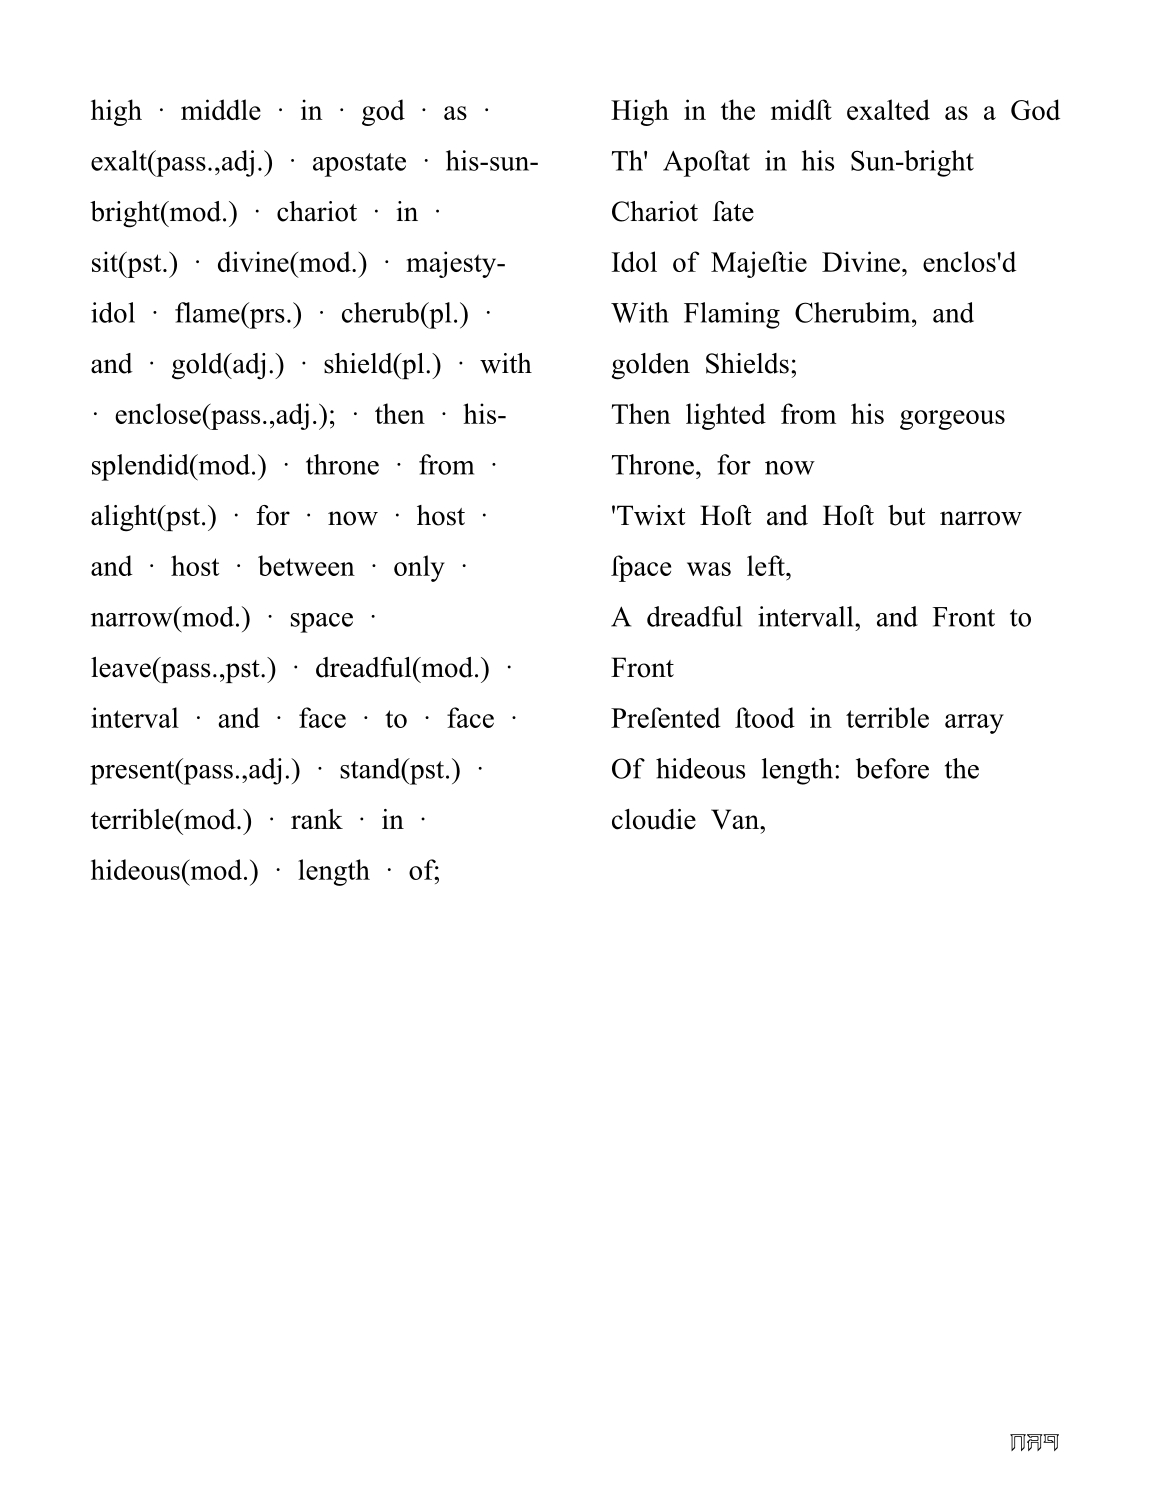 high · middle · in · god · as ·
exalt(pass.,adj.) · apostate · his-sun-
bright(mod.) · chariot · in ·
sit(pst.) · divine(mod.) · majesty-
idol · flame(prs.) · cherub(pl.) ·
and · gold(adj.) · shield(pl.) · with
· enclose(pass.,adj.); · then · his-
splendid(mod.) · throne · from ·
alight(pst.) · for · now · host ·
and · host · between · only ·
narrow(mod.) · space ·
leave(pass.,pst.) · dreadful(mod.) ·
interval · and · face · to · face ·
present(pass.,adj.) · stand(pst.) ·
terrible(mod.) · rank · in ·
hideous(mod.) · length · of;
High in the midſt exalted as a God
Th' Apoſtat in his Sun-bright
Chariot ſate
Idol of Majeſtie Divine, enclos'd
With Flaming Cherubim, and
golden Shields;
Then lighted from his gorgeous
Throne, for now
'Twixt Hoſt and Hoſt but narrow
ſpace was left,
A dreadful intervall, and Front to
Front
Preſented ſtood in terrible array
Of hideous length: before the
cloudie Van,